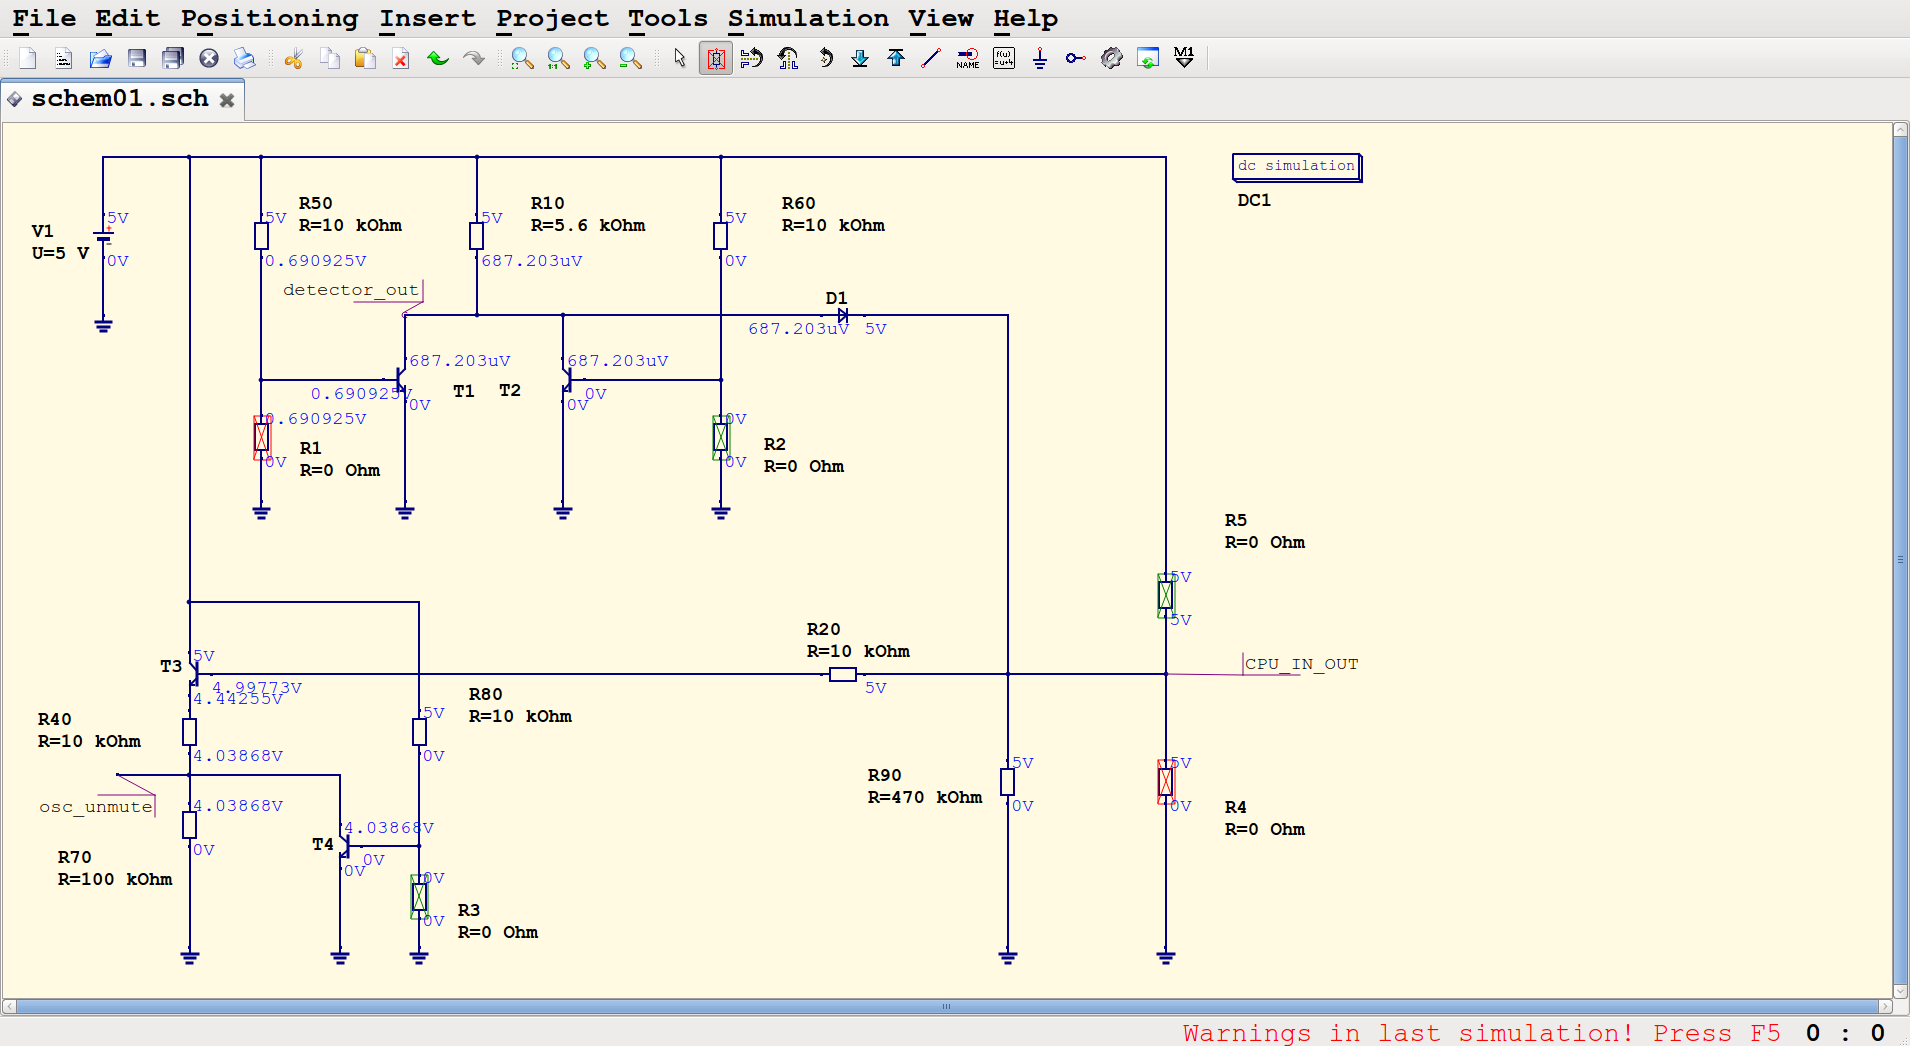 File Edit Positioning Insert Project Tools Simulation View Help
NAME
f(u)
=u+4
M1
schem01.sch
dc simulation
DC1
V1
U=5 V
5V
0V
R50
R=10 kOhm
5V
0.690925V
R10
R=5.6 kOhm
5V
687.203uV
R60
R=10 kOhm
5V
0V
detector_out
D1
687.203uV 5V
687.203uV
0.690925V
0V
T1 T2
687.203uV
0V
0V
0.690925V
0V
R1
R=0 Ohm
0V
0V
R2
R=0 Ohm
R5
R=0 Ohm
5V
5V
R20
R=10 kOhm
5V
CPU_IN_OUT
T3
5V
4.99773V
4.44255V
R40
R=10 kOhm
4.03868V
R80
R=10 kOhm
5V
0V
osc_unmute
4.03868V
0V
R70
R=100 kOhm
T4
4.03868V
0V
0V
0V
0V
R3
R=0 Ohm
R90
R=470 kOhm
5V
0V
5V
0V
R4
R=0 Ohm
Warnings in last simulation! Press F5 0 : 0